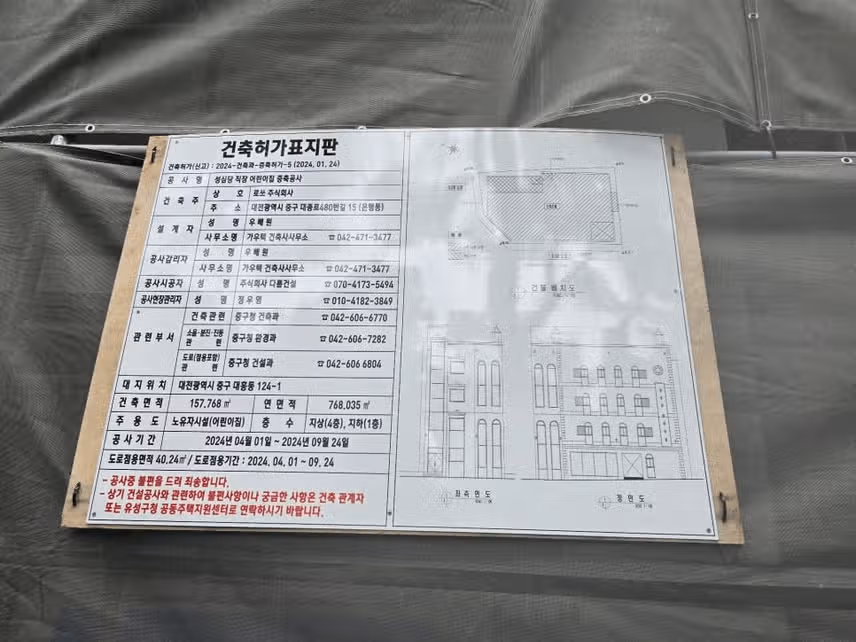 건축허가표지판
건축허가(신고) : 2024-건축과-증축허가-5 (2024. 01. 24)
공 사 명 성심당 직장 어린이집 증축공사
건 축 주 상 호 로쏘 주식회사
주 소 대전광역시 중구 대종로480번길 15 (은행동)
설 계 자 성 명 우배원
사무소명 가우텍 건축사사무소 ☎042-471-3477
공사감리자 성 명 우배원
사무소명 가우텍 건축사사무소 ☎042-471-3477
공사시공자 성 명 주식회사 다룸건설 ☎070-4173-5494
공사현장관리자 성 명 정우영 ☎010-4182-3849
관련부서 건축관련 중구청 건축과 ☎042-606-6770
소음·분진·진동 관 련 중구청 환경과 ☎042-606-7282
도로(점용포함) 관 련 중구청 건설과 ☎042-606 6804
대지위치 대전광역시 중구 대흥동 124-1
건축면적 157.768 ㎡ 연면적 768,035 ㎡
주 용 도 노유자시설(어린이집) 층 수 지상(4층), 지하(1층)
공사기간 2024년 04월 01일 ~ 2024년 09월 24일
도로점용면적 40.24㎡ / 도로점용기간 : 2024. 04. 01 ~ 09. 24
- 공사중 불편을 드려 죄송합니다.
- 상기 건설공사와 관련하여 불편사항이나 궁금한 사항은 건축 관계자
또는 유성구청 공동주택지원센터로 연락하시기 바랍니다.
건물배치도
좌측면도
정면도